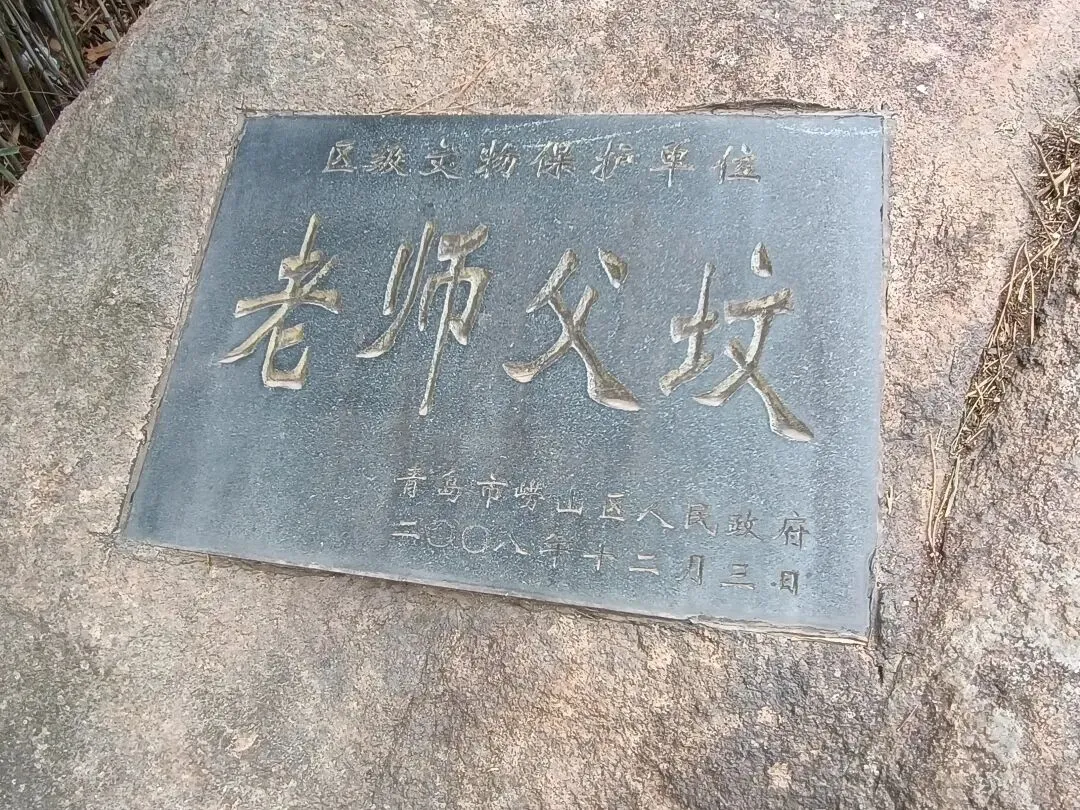 区级文物保护单位
老师父坟
青岛市崂山区人民政府
二〇〇八年十二月三日